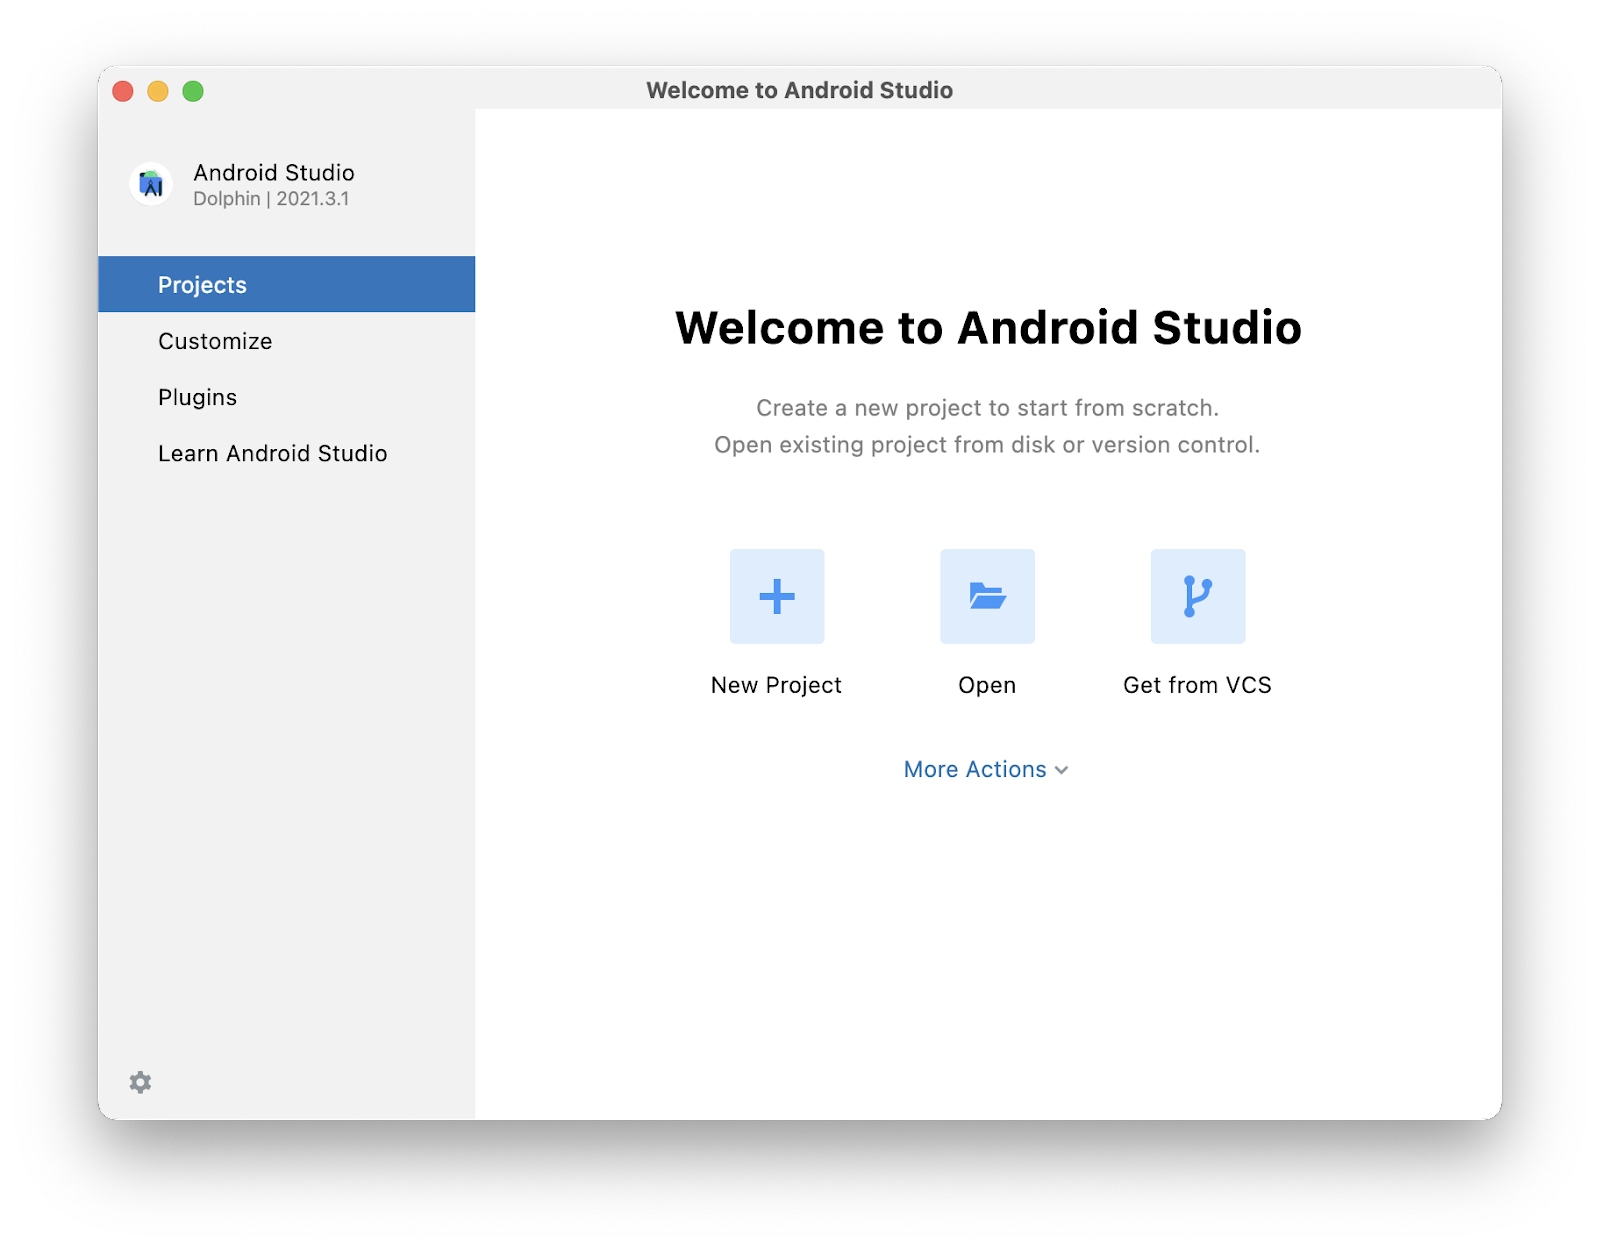 Welcome to Android Studio
Android Studio
Dolphin | 2021.3.1
Projects
Customize
Plugins
Learn Android Studio
Welcome to Android Studio
Create a new project to start from scratch.
Open existing project from disk or version control.
New Project
Open
Get from VCS
More Actions